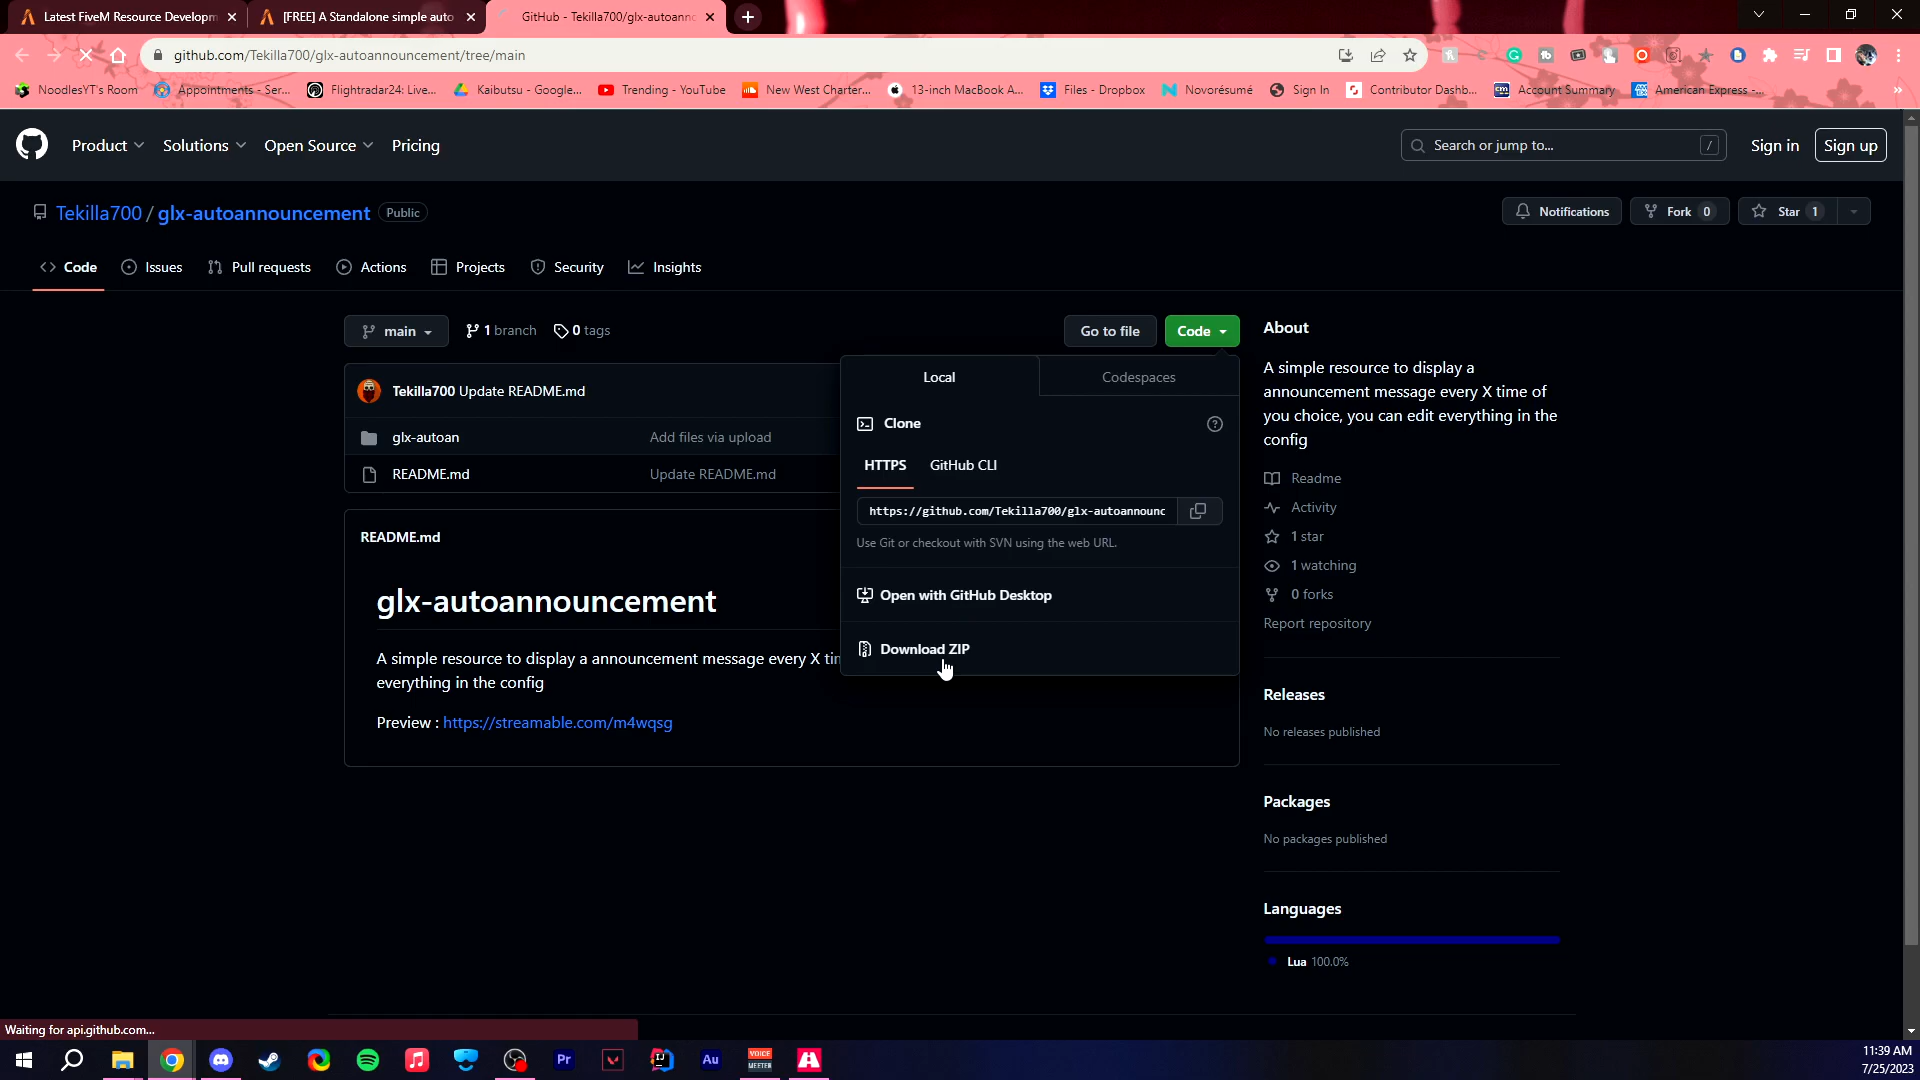 Latest FiveM Resource Developm
[FREE] A Standalone simple auto
GitHub - Tekilla700/glx-autoann
github.com/Tekilla700/glx-autoannouncement/tree/main
NoodlesYT's Room
Appointments - Ser...
Flightradar24: Live...
Kaibutsu - Google...
Trending - YouTube
New West Charter...
13-inch MacBook A...
Files - Dropbox
Novorésumé
Sign In
Contributor Dashb...
Account Summary
American Express -...
Product
Solutions
Open Source
Pricing
Search or jump to...
/
Sign in
Sign up
Tekilla700 / glx-autoannouncement
Public
Notifications
Fork 0
Star 1
Code
Issues
Pull requests
Actions
Projects
Security
Insights
main
1 branch
0 tags
Go to file
Code
Tekilla700 Update README.md
glx-autoan
Add files via upload
README.md
Update README.md
Local
Codespaces
Clone
HTTPS
GitHub CLI
https://github.com/Tekilla700/glx-autoannounc
Use Git or checkout with SVN using the web URL.
Open with GitHub Desktop
Download ZIP
README.md
glx-autoannouncement
A simple resource to display a announcement message every X tim
everything in the config
Preview : https://streamable.com/m4wqsg
About
A simple resource to display a
announcement message every X time of
you choice, you can edit everything in the
config
Readme
Activity
1 star
1 watching
0 forks
Report repository
Releases
No releases published
Packages
No packages published
Languages
Lua 100.0%
Waiting for api.github.com...
Pr
IJ
Au
VOICE
MEETER
11:39 AM
7/25/2023